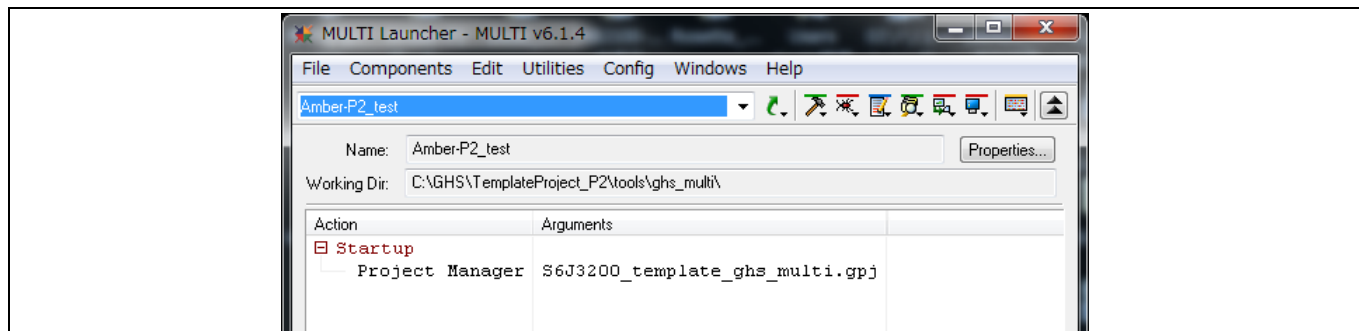 MULTI Launcher - MULTI v6.1.4
File Components Edit Utilities Config Windows Help
Amber-P2_test
Name: Amber-P2_test Properties...
Working Dir: C:\GHS\TemplateProject_P2\tools\ghs_multi\
Action Arguments
Startup
Project Manager S6J3200_template_ghs_multi.gpj